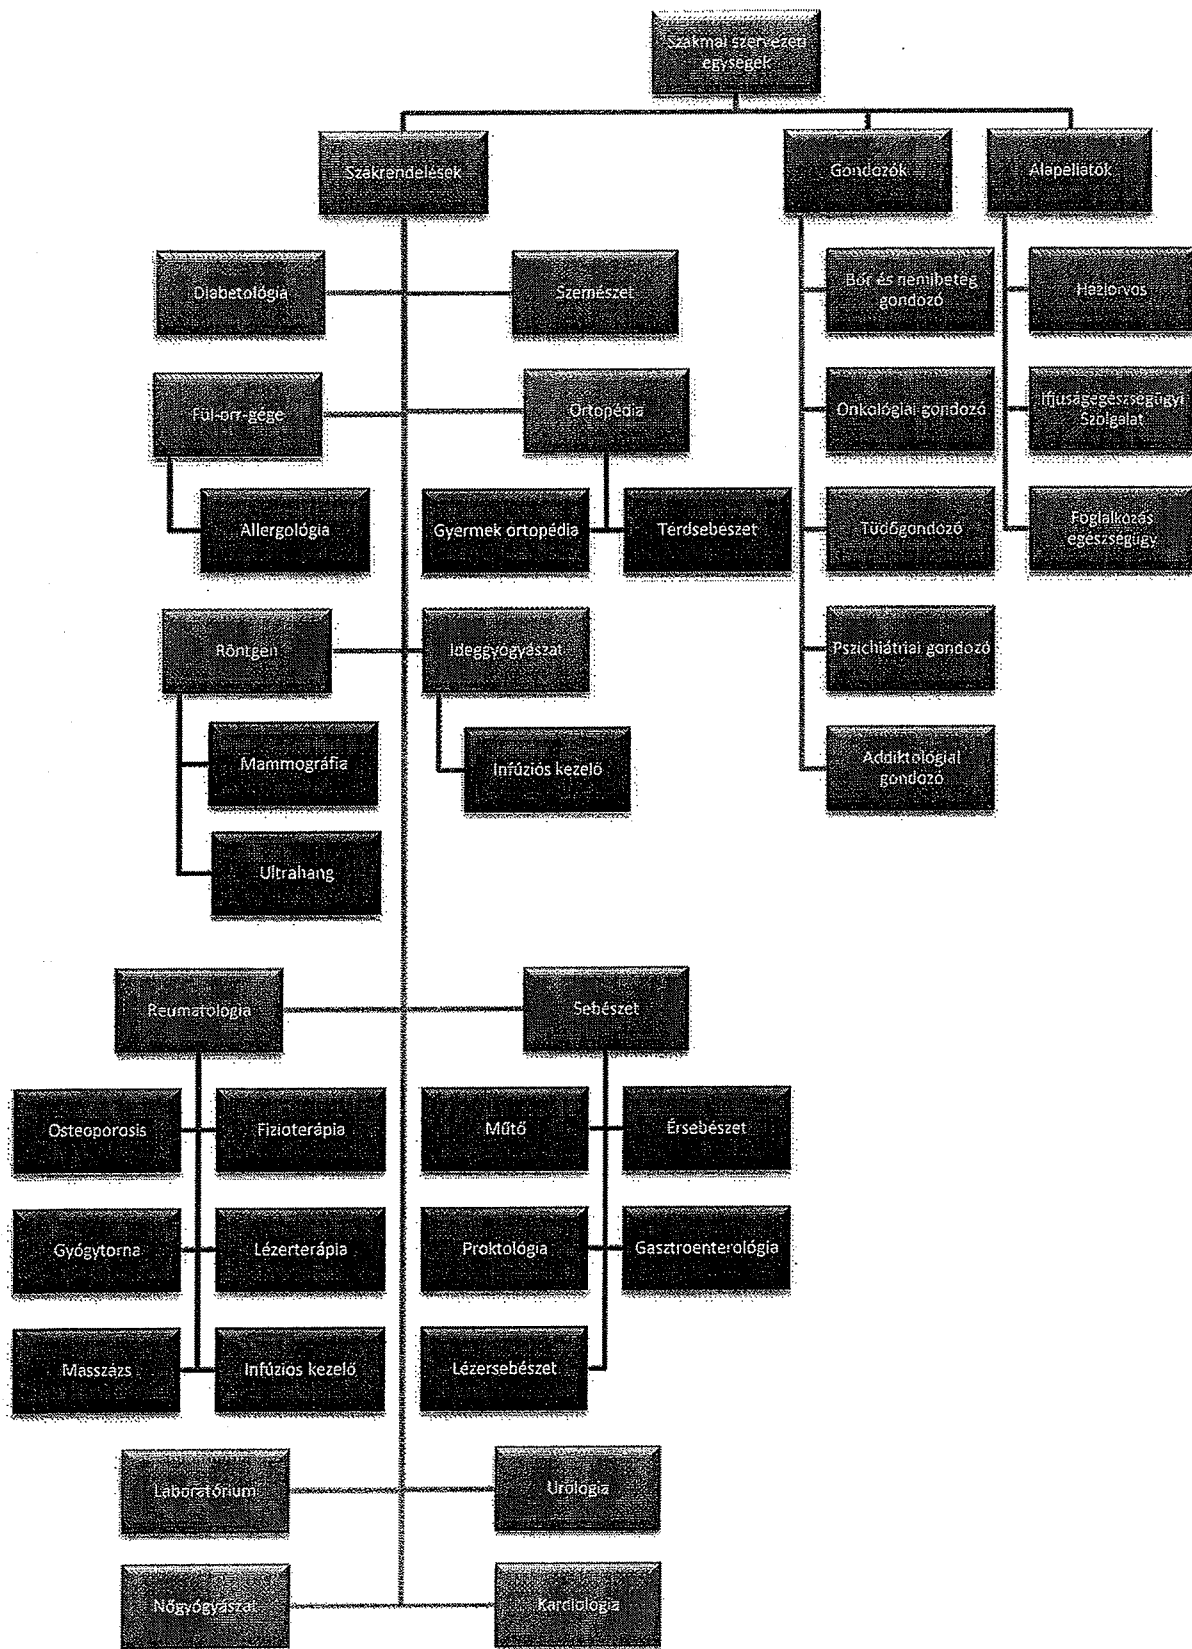 Szakmai szervezeti
egységek
Szakrendelések
Gondozók
Alapellátók
Diabetológia
Szemészet
Bőr és nemibeteg
gondozó
Háziorvos
Fül-orr-gége
Ortopédia
Onkológiai gondozó
Ifjúságegészségügyi
Szolgálat
Allergológia
Gyermek ortopédia
Térdsebészet
Tüdőgondozó
Foglalkozás
egészségügy
Röntgen
Ideggyógyászat
Pszichiátriai gondozó
Mammográfia
Infúziós kezelő
Addiktológiai
gondozó
Ultrahang
Reumatológia
Sebészet
Osteoporosis
Fizioterápia
Műtő
Érsebészet
Gyógytorna
Lézerterápia
Proktológia
Gasztroenterológia
Masszázs
Infúziós kezelő
Lézersebészet
Laboratórium
Urológia
Nőgyógyászat
Kardiológia